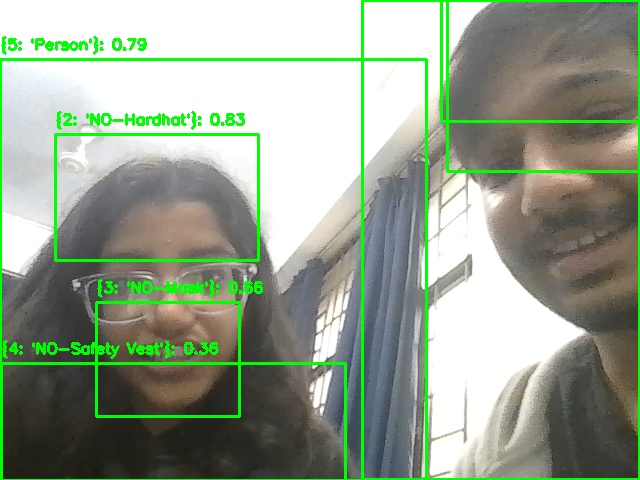 {5: 'Person'}: 0.79
{2: 'NO-Hardhat'}: 0.83
{3: 'NO-Mask'}: 0.66
{4: 'NO-Safety Vest'}: 0.36